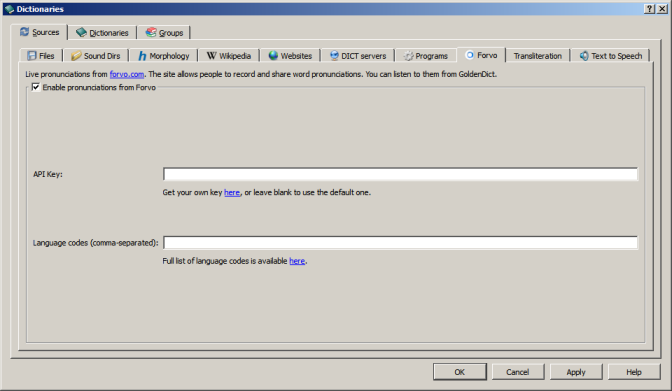 Dictionaries
Sources Dictionaries Groups
Files Sound Dirs Morphology Wikipedia Websites DICT servers Programs Forvo Transliteration Text to Speech
Live pronunciations from forvo.com. The site allows people to record and share word pronunciations. You can listen to them from GoldenDict.
Enable pronunciations from Forvo
API Key:
Get your own key here, or leave blank to use the default one.
Language codes (comma-separated):
Full list of language codes is available here.
OK Cancel Apply Help